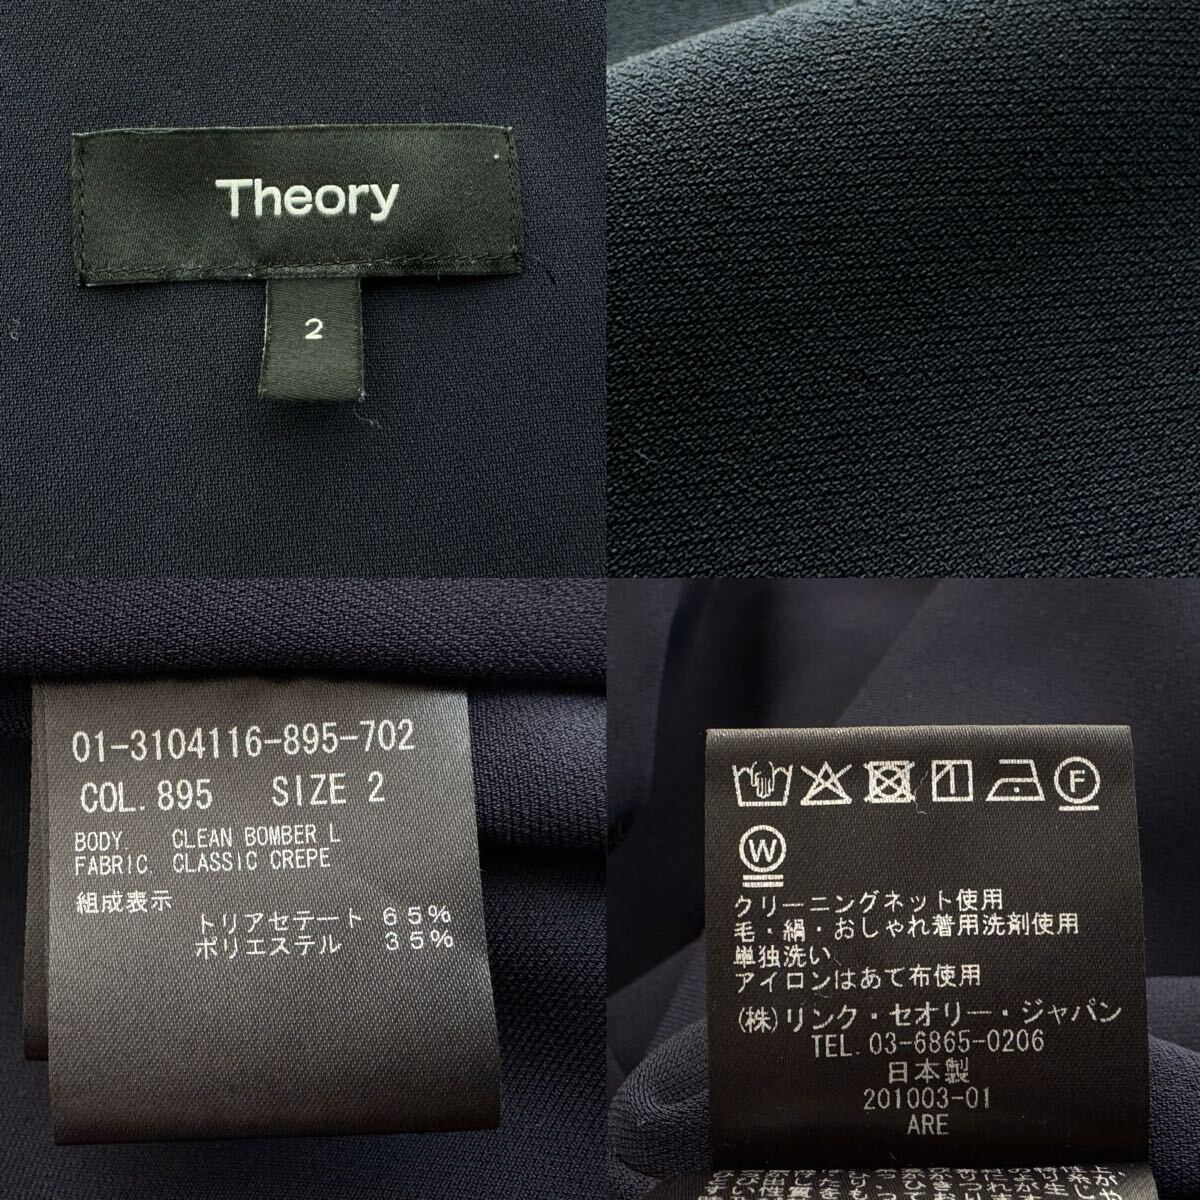 Theory
2
01-3104116-895-702
COL. 895 SIZE 2
BODY. CLEAN BOMBER L
FABRIC. CLASSIC CREPE
組成表示
トリアセテート 65%
ポリエステル 35%
F
W
クリーニングネット使用
毛・絹・おしゃれ着用洗剤使用
単独洗い
アイロンはあて布使用
(株)リンク・セオリー・ジャパン
TEL. 03-6865-0206
日本製
201003-01
ARE